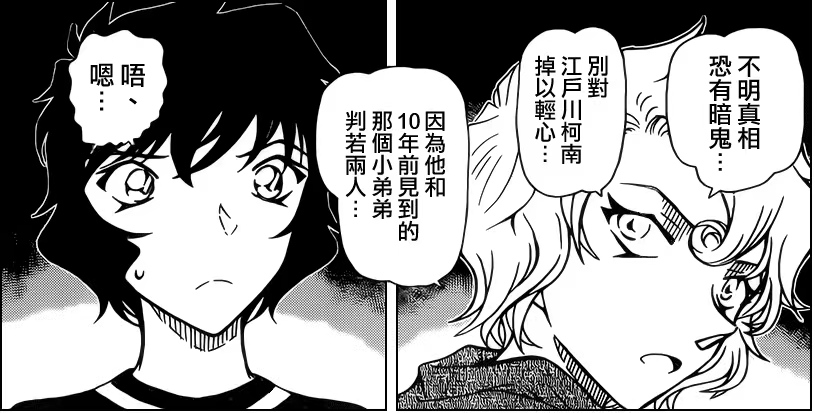 不明真相
恐有暗鬼…
別對
江戶川柯南
掉以輕心…
因為他和
10年前見到的
那個小弟弟
判若兩人…
唔、
嗯…